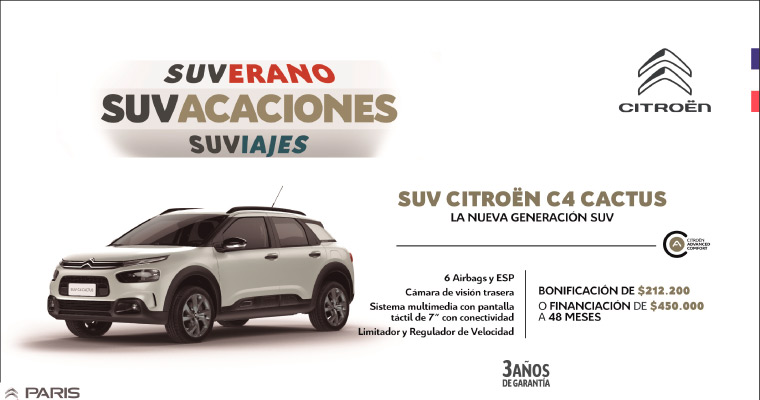 SUVERANO
SUVACACIONES
SUVIAJES
CITROËN
SUV CITROËN C4 CACTUS
LA NUEVA GENERACIÓN SUV
CITROËN
ADVANCED
COMFORT
6 Airbags y ESP
Cámara de visión trasera
Sistema multimedia con pantalla
táctil de 7" con conectividad
Limitador y Regulador de Velocidad
BONIFICACIÓN DE $212.200
O FINANCIACIÓN DE $450.000
A 48 MESES
3 AÑOS
DE GARANTÍA
PARIS